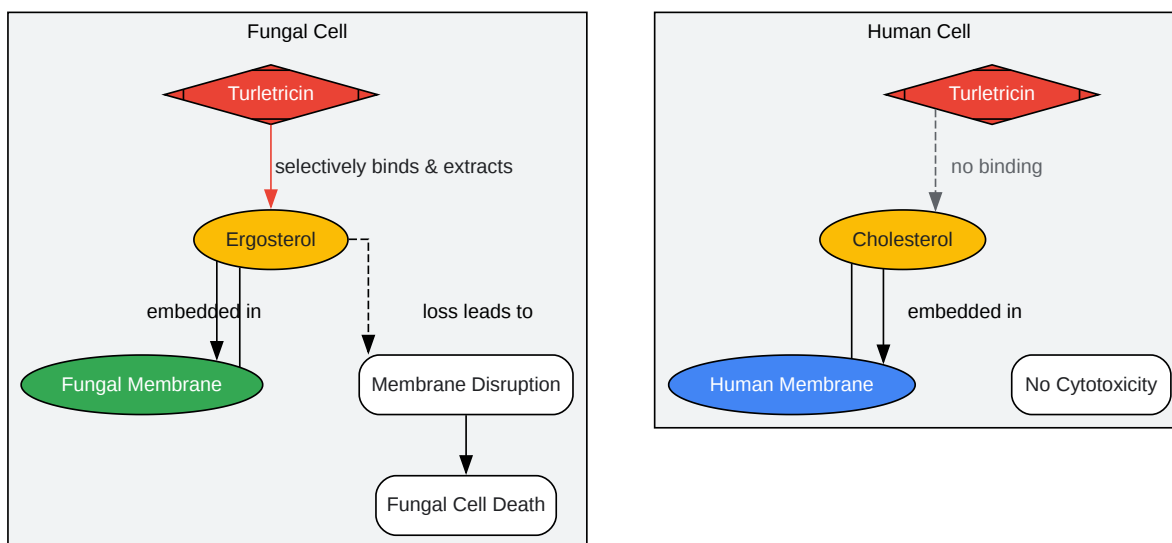 Fungal Cell
Turletricin
selectively binds & extracts
Ergosterol
embedded in
loss leads to
Fungal Membrane
Membrane Disruption
Fungal Cell Death
Human Cell
Turletricin
no binding
Cholesterol
embedded in
Human Membrane
No Cytotoxicity